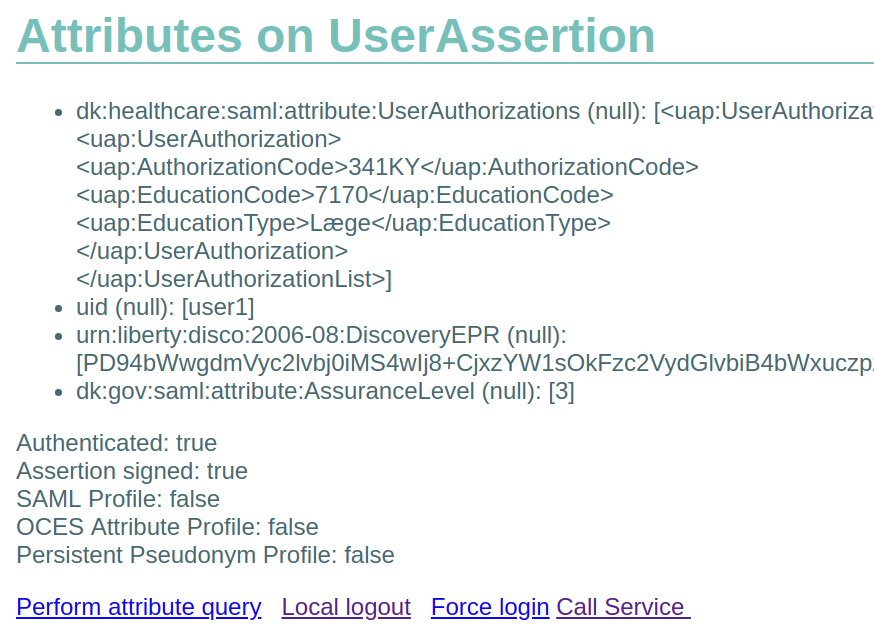 Attributes on UserAssertion
dk:healthcare:saml:attribute:UserAuthorizations (null): [<uap:UserAuthoriza
<uap:UserAuthorization>
<uap:AuthorizationCode>341KY</uap:AuthorizationCode>
<uap:EducationCode>7170</uap:EducationCode>
<uap:EducationType>Læge</uap:EducationType>
</uap:UserAuthorization>
</uap:UserAuthorizationList>]
uid (null): [user1]
urn:liberty:disco:2006-08:DiscoveryEPR (null):
[PD94bWwgdmVyc2lvbj0iMS4wIj8+CjxzYW1sOkFzc2VydGlvbiB4bWxuczpz
dk:gov:saml:attribute:AssuranceLevel (null): [3]
Authenticated: true
Assertion signed: true
SAML Profile: false
OCES Attribute Profile: false
Persistent Pseudonym Profile: false
Perform attribute query Local logout Force login Call Service